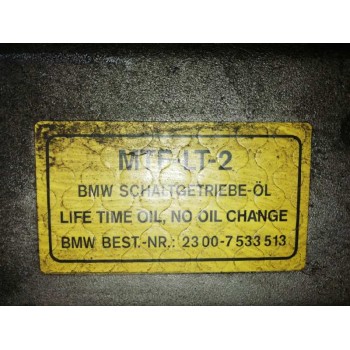 MTF-LT-2
BMW SCHALTGETRIEBE-ÖL
LIFE TIME OIL, NO OIL CHANGE
BMW BEST.-NR.: 23 00-7 533 513